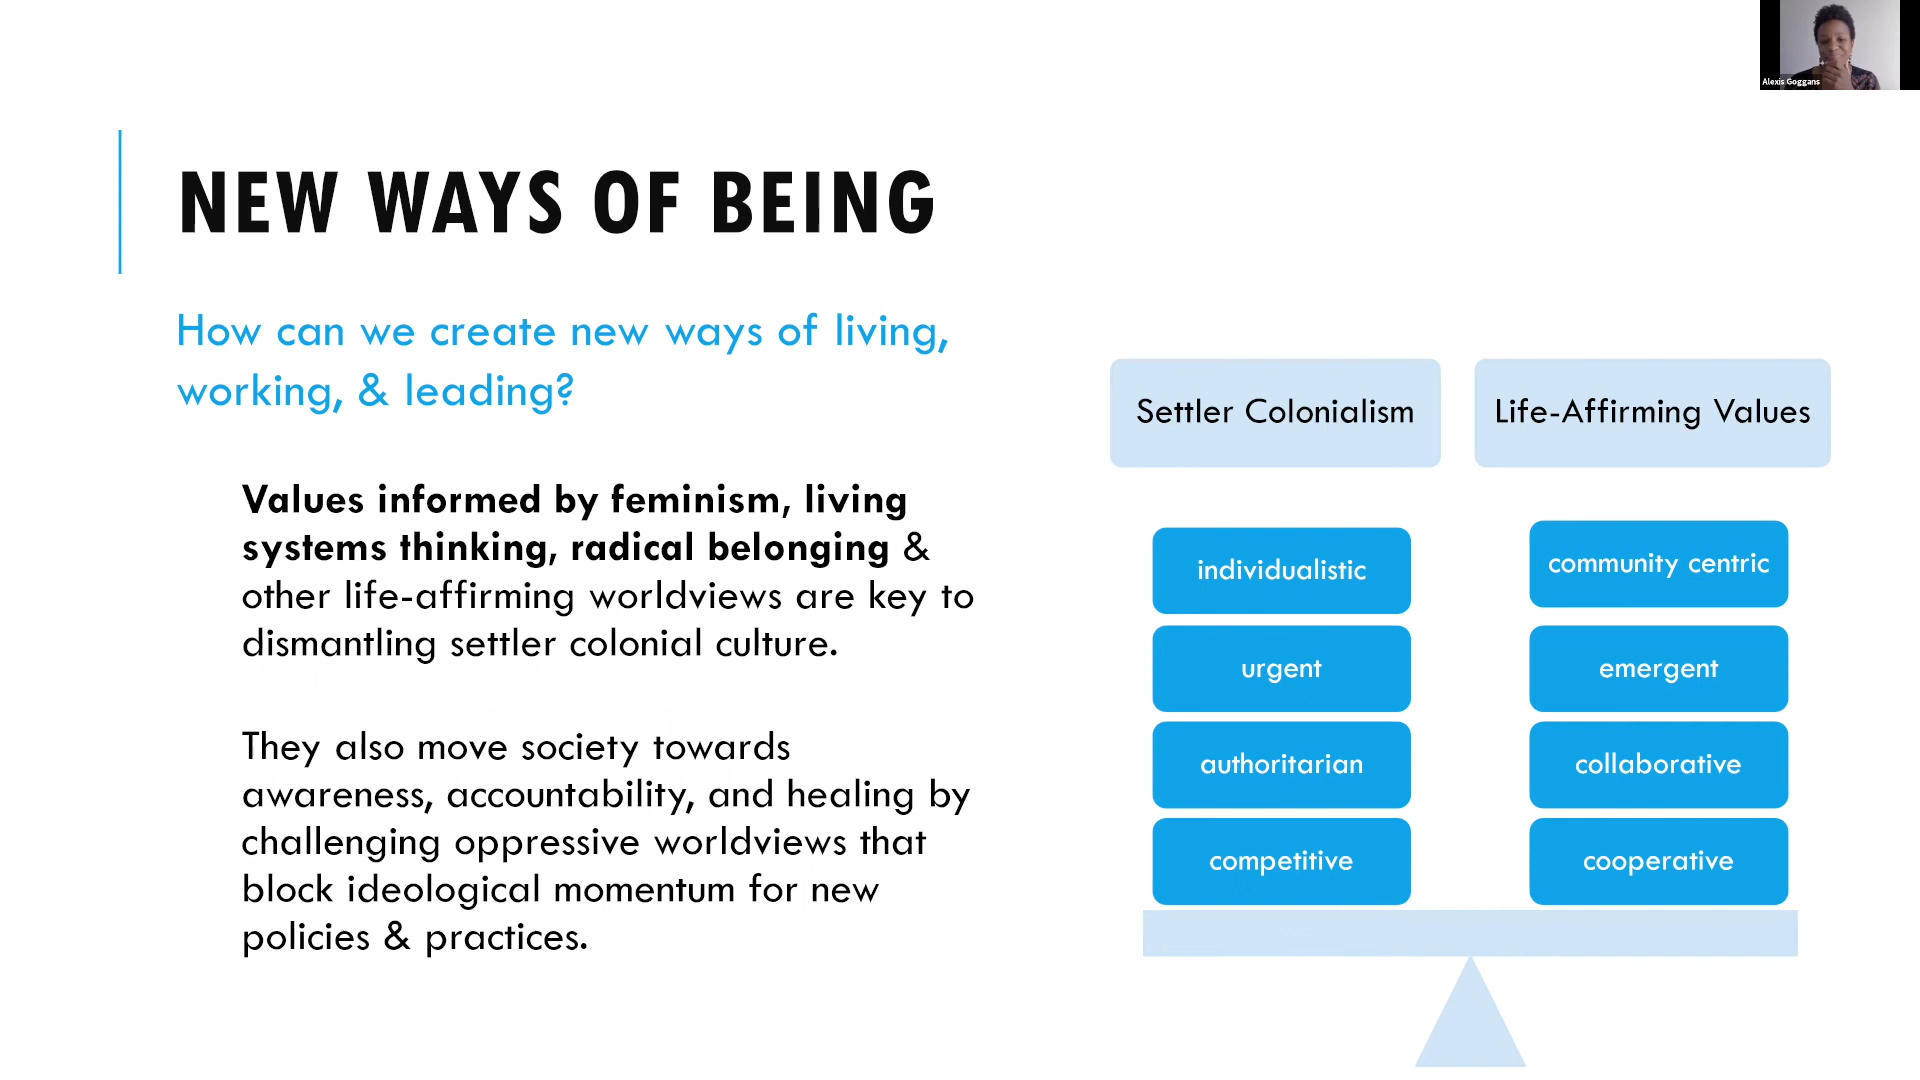 Alexis Goggans
NEW WAYS OF BEING
How can we create new ways of living,
working, & leading?
Values informed by feminism, living
systems thinking, radical belonging &
other life-affirming worldviews are key to
dismantling settler colonial culture.
They also move society towards
awareness, accountability, and healing by
challenging oppressive worldviews that
block ideological momentum for new
policies & practices.
Settler Colonialism
individualistic
urgent
authoritarian
competitive
Life-Affirming Values
community centric
emergent
collaborative
cooperative